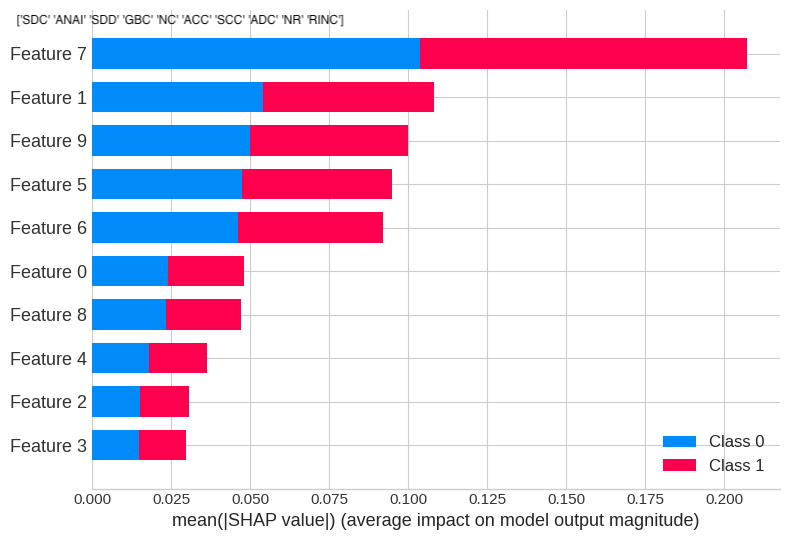 ['SDC' 'ANAI' 'SDD' 'GBC' 'NC' 'ACC' 'SCC' 'ADC' 'NR' 'RINC']
Feature 7
Feature 1
Feature 9
Feature 5
Feature 6
Feature 0
Feature 8
Feature 4
Feature 2
Feature 3
Class 0
Class 1
0.000 0.025 0.050 0.075 0.100 0.125 0.150 0.175 0.200
mean(|SHAP value|) (average impact on model output magnitude)